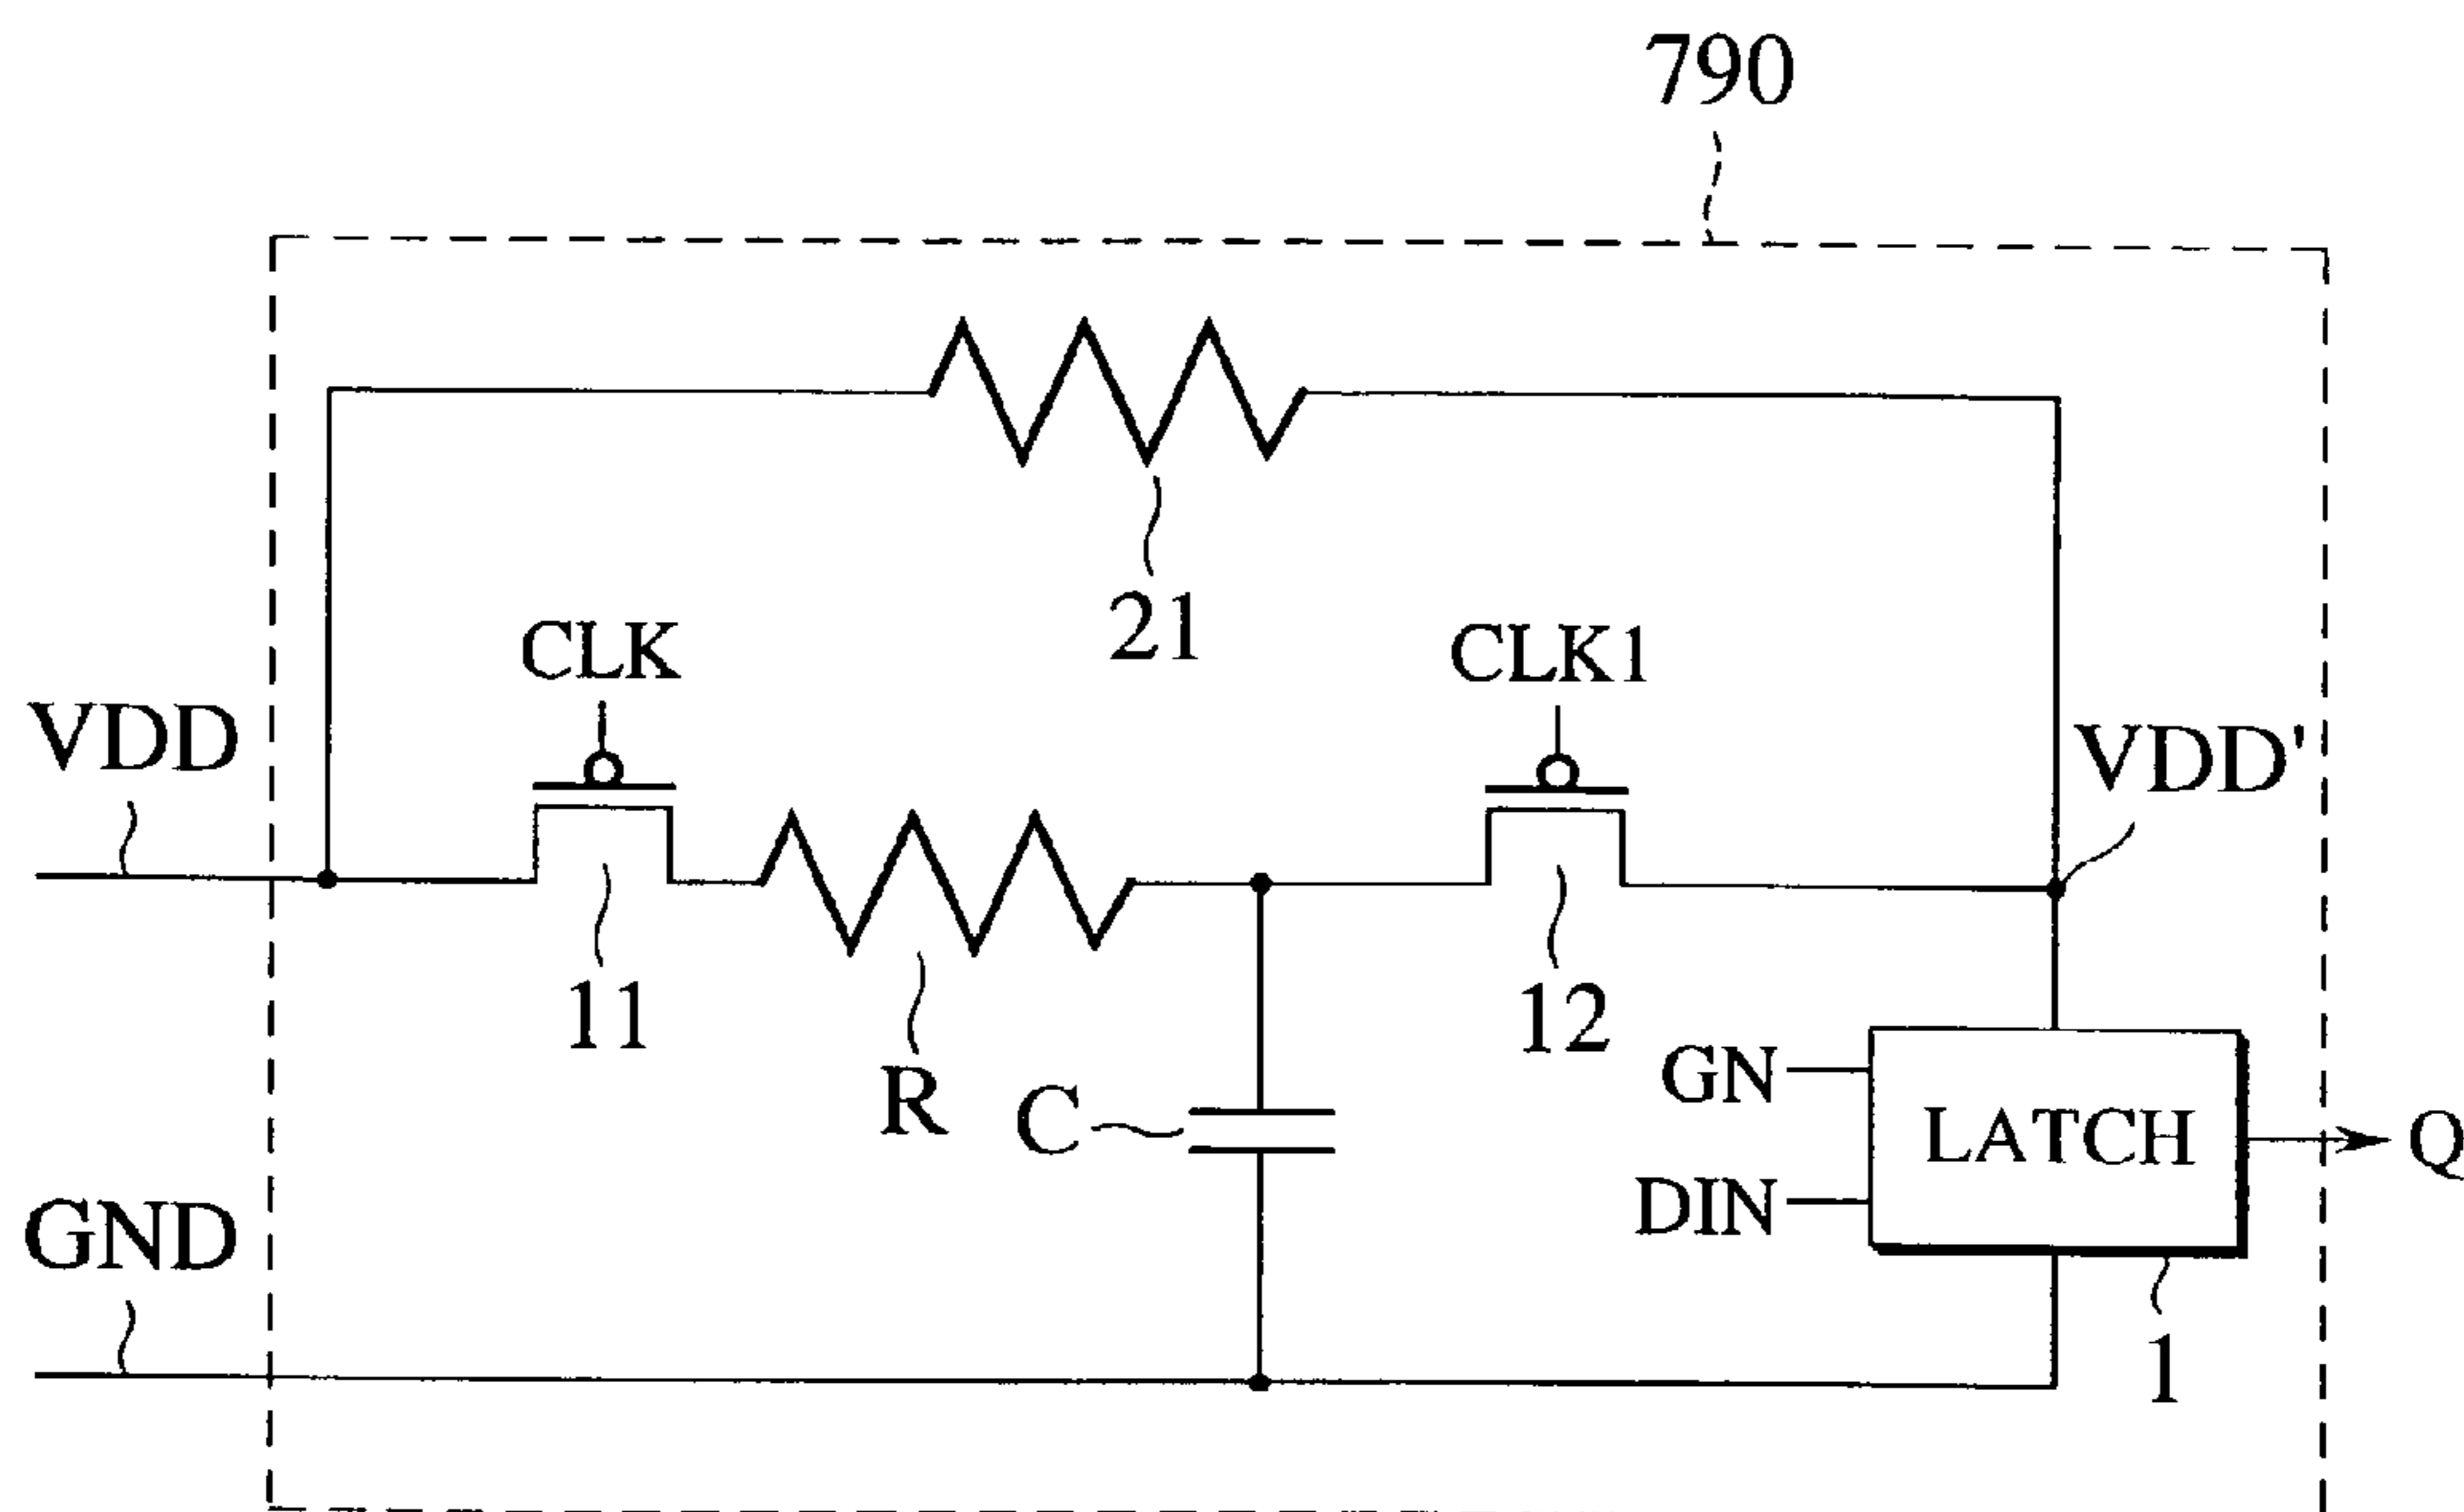 790
21
CLK
CLK1
VDD
VDD'
11
12
R
C
GN
LATCH
Q
DIN
GND
1